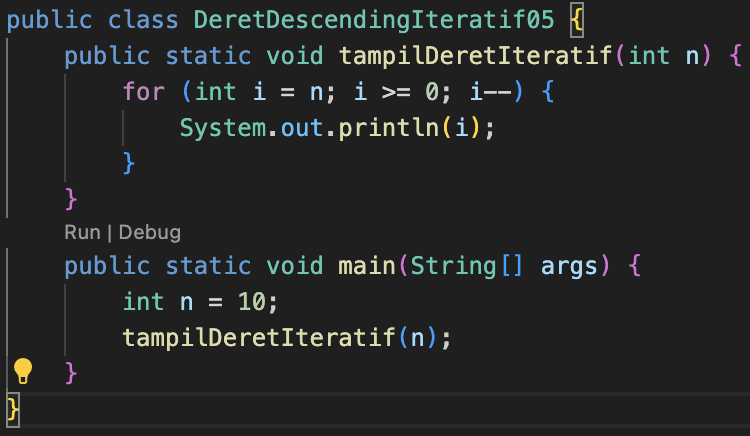 public class DeretDescendingIteratif05 {
    public static void tampilDeretIteratif(int n) {
        for (int i = n; i >= 0; i--) {
            System.out.println(i);
        }
    }
    Run | Debug
    public static void main(String[] args) {
        int n = 10;
        tampilDeretIteratif(n);
    }
}